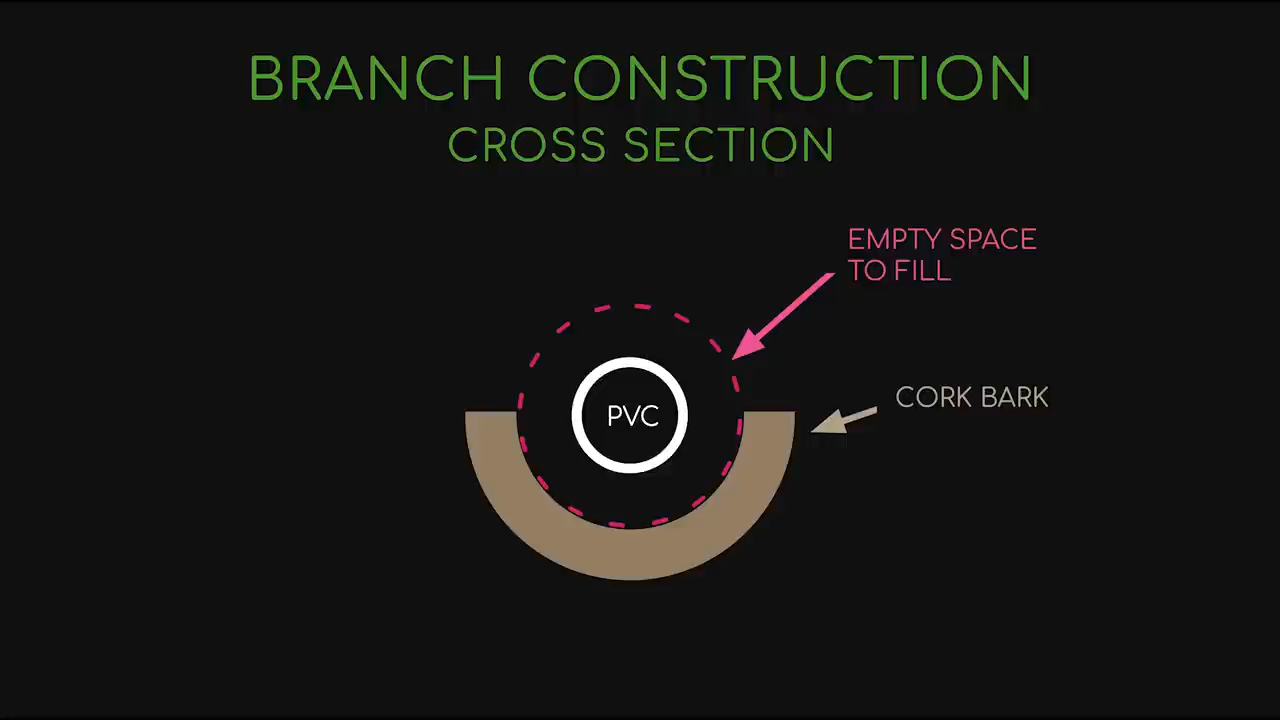 BRANCH CONSTRUCTION
CROSS SECTION
EMPTY SPACE
TO FILL
CORK BARK
PVC